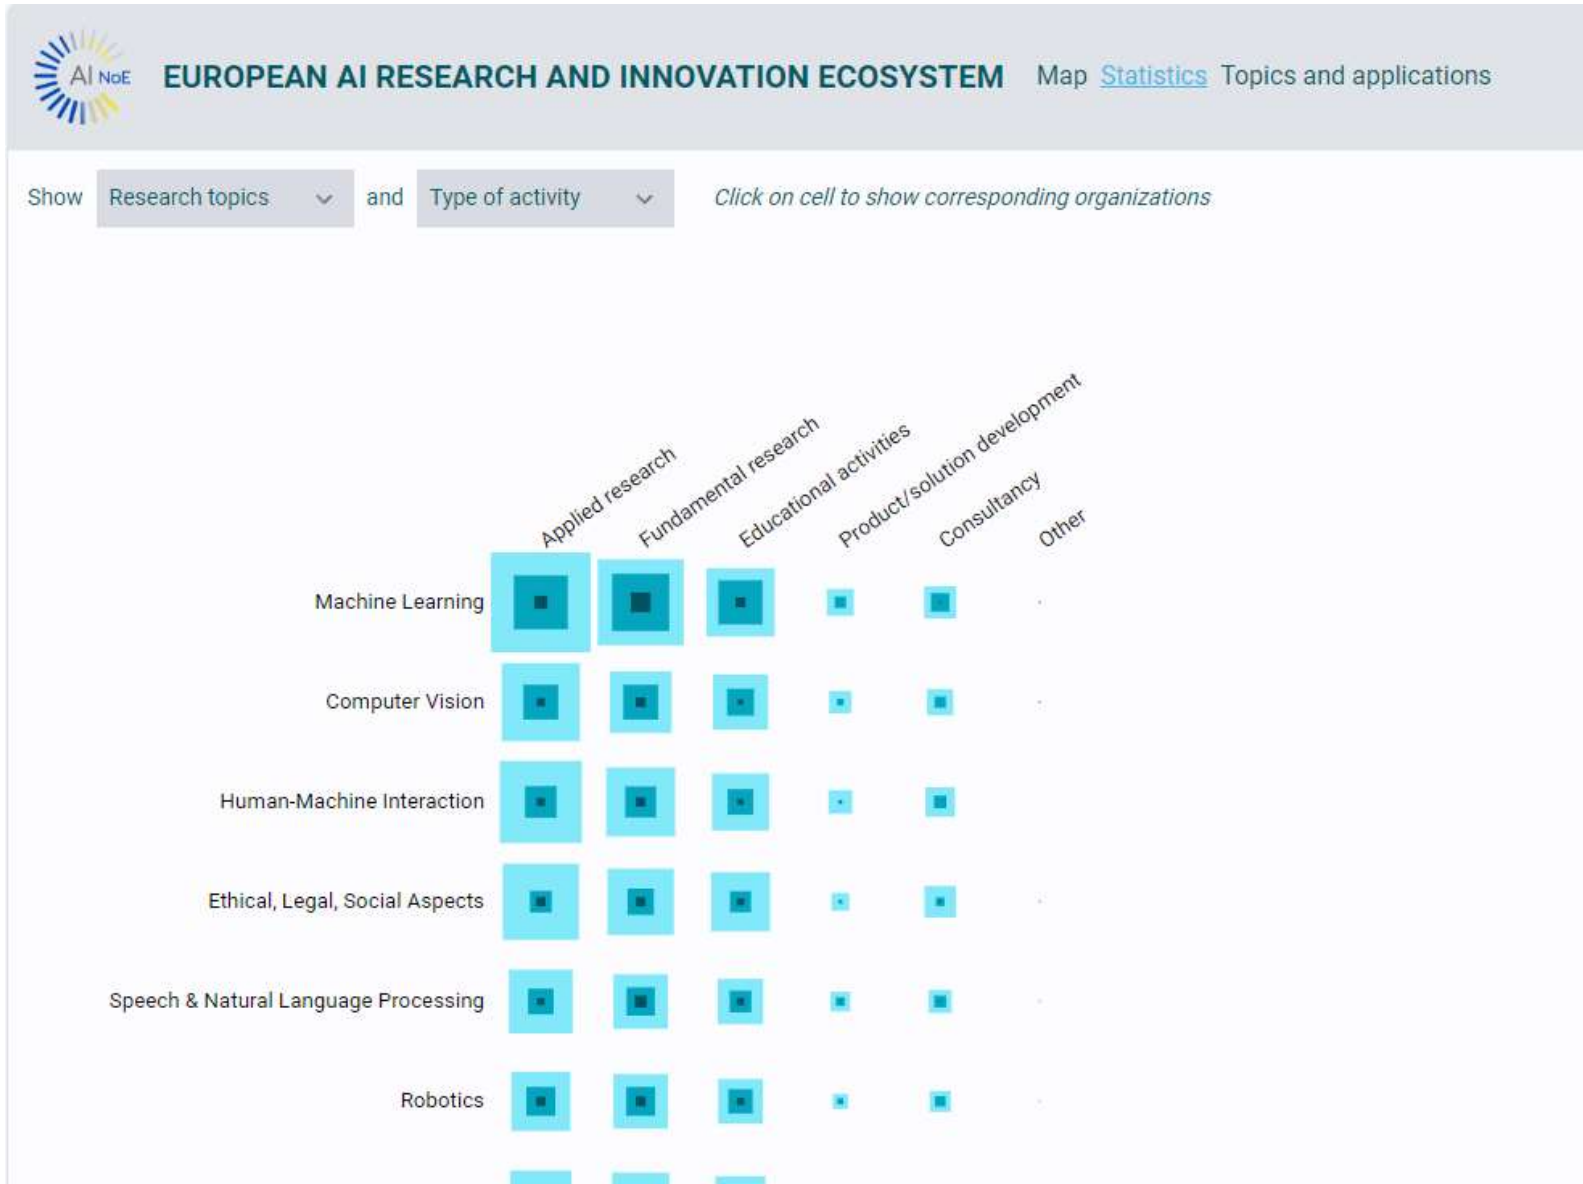 AI NoE
EUROPEAN AI RESEARCH AND INNOVATION ECOSYSTEM Map Statistics Topics and applications
Show Research topics and Type of activity Click on cell to show corresponding organizations
Applied research
Fundamental research
Educational activities
Product/solution development
Consultancy
Other
Machine Learning
Computer Vision
Human-Machine Interaction
Ethical, Legal, Social Aspects
Speech & Natural Language Processing
Robotics